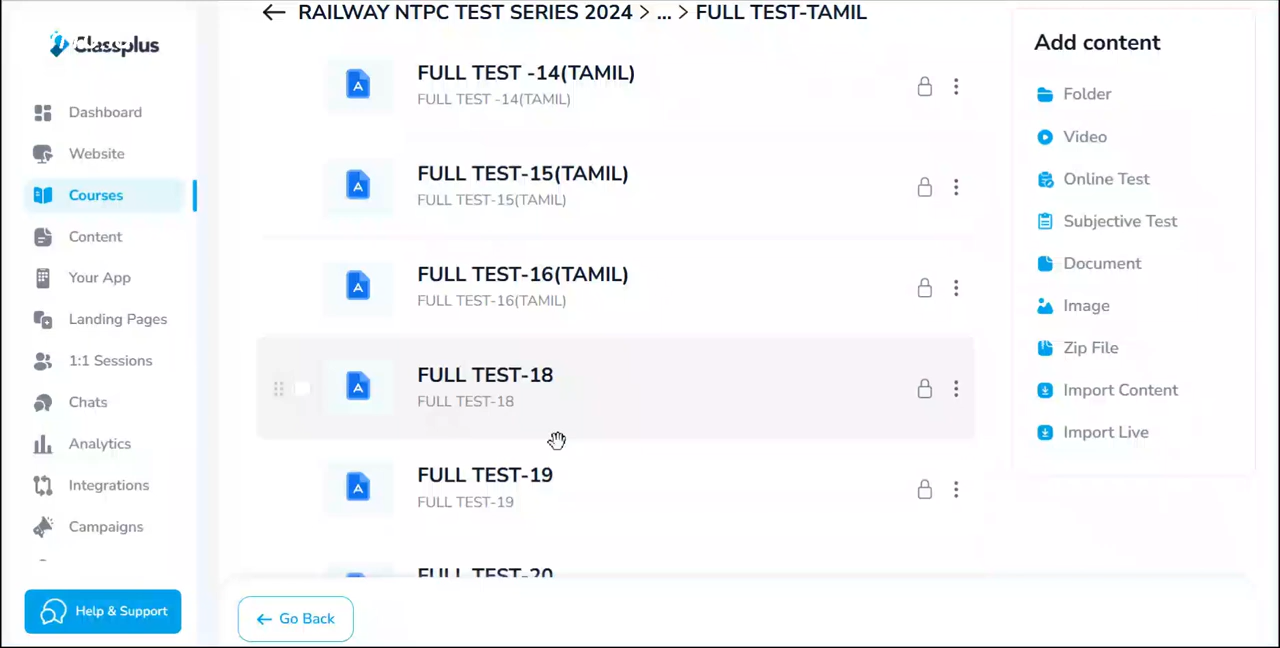 RAILWAY NTPC TEST SERIES 2024 > ... > FULL TEST-TAMIL
Classplus
Dashboard
Website
Courses
Content
Your App
Landing Pages
1:1 Sessions
Chats
Analytics
Integrations
Campaigns
Help & Support
FULL TEST -14(TAMIL)
FULL TEST -14(TAMIL)
FULL TEST-15(TAMIL)
FULL TEST-15(TAMIL)
FULL TEST-16(TAMIL)
FULL TEST-16(TAMIL)
FULL TEST-18
FULL TEST-18
FULL TEST-19
FULL TEST-19
FULL TEST-20
Go Back
Add content
Folder
Video
Online Test
Subjective Test
Document
Image
Zip File
Import Content
Import Live